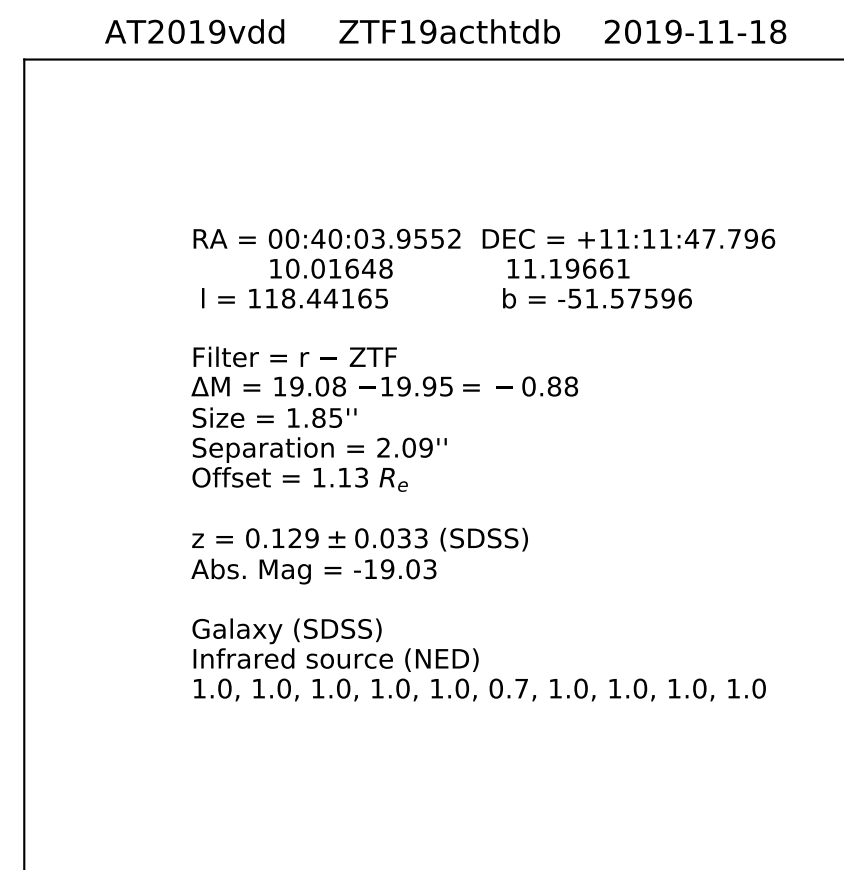 AT2019vdd ZTF19acthtdb 2019-11-18
RA = 00:40:03.9552 DEC = +11:11:47.796
10.01648 11.19661
l = 118.44165 b = -51.57596
Filter = r − ZTF
ΔM = 19.08 −19.95 = − 0.88
Size = 1.85''
Separation = 2.09''
Offset = 1.13 Rₑ
z = 0.129 ± 0.033 (SDSS)
Abs. Mag = -19.03
Galaxy (SDSS)
Infrared source (NED)
1.0, 1.0, 1.0, 1.0, 1.0, 0.7, 1.0, 1.0, 1.0, 1.0